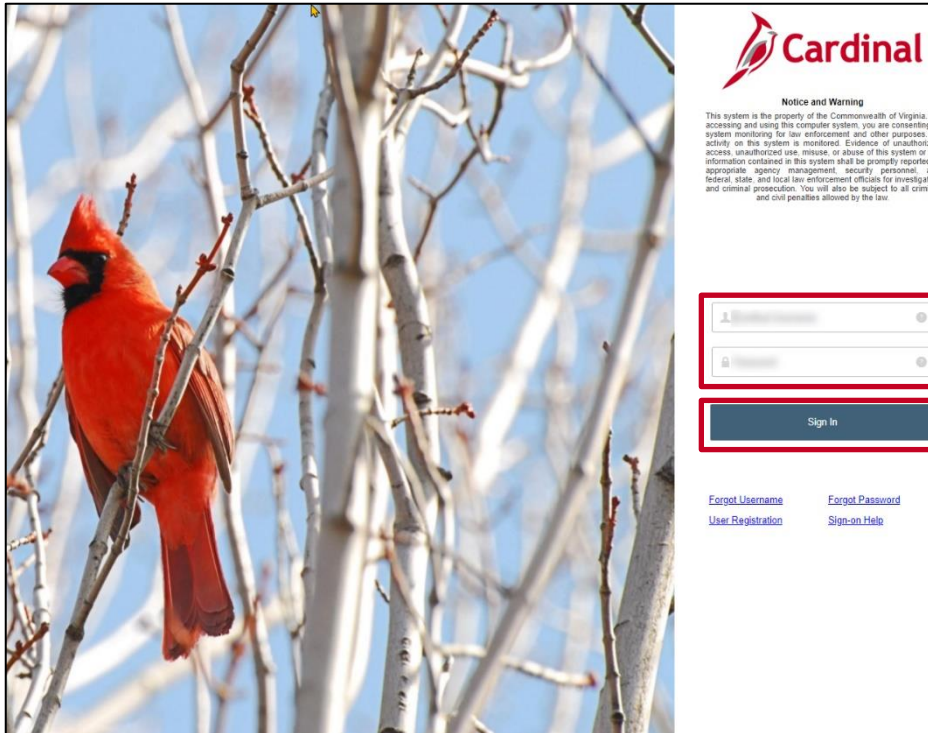 Cardinal
Notice and Warning
This system is the property of the Commonwealth of Virginia.
accessing and using this computer system, you are consenting
system monitoring for law enforcement and other purposes.
activity on this system is monitored. Evidence of unauthoriz
access, unauthorized use, misuse, or abuse of this system or
information contained in this system shall be promptly reported
appropriate agency management, security personnel, a
federal, state, and local law enforcement officials for investigat
and criminal prosecution. You will also be subject to all crimi
and civil penalties allowed by the law.
Sign In
Forgot Username Forgot Password
User Registration Sign-on Help